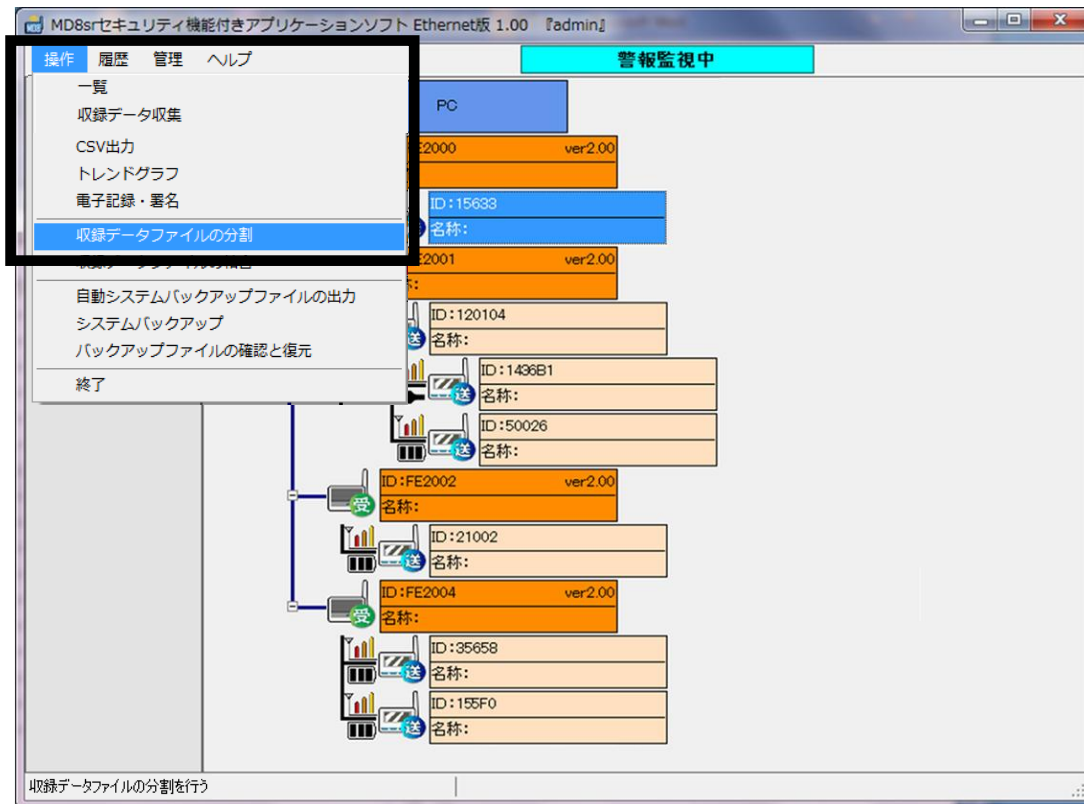 MD8srセキュリティ機能付きアプリケーションソフト Ethernet版 1.00 『admin』
操作 履歴 管理 ヘルプ
警報監視中
一覧
収録データ収集
CSV出力
トレンドグラフ
電子記録・署名
収録データファイルの分割
自動システムバックアップファイルの出力
システムバックアップ
バックアップファイルの確認と復元
終了
PC
E2000 ver2.00
ID:15633
名称:
E2001 ver2.00
ID:120104
送 名称:
ID:1436B1
送 名称:
ID:50026
送 名称:
ID:FE2002 ver2.00
受 名称:
ID:21002
送 名称:
ID:FE2004 ver2.00
受 名称:
ID:35658
送 名称:
ID:155F0
送 名称:
収録データファイルの分割を行う